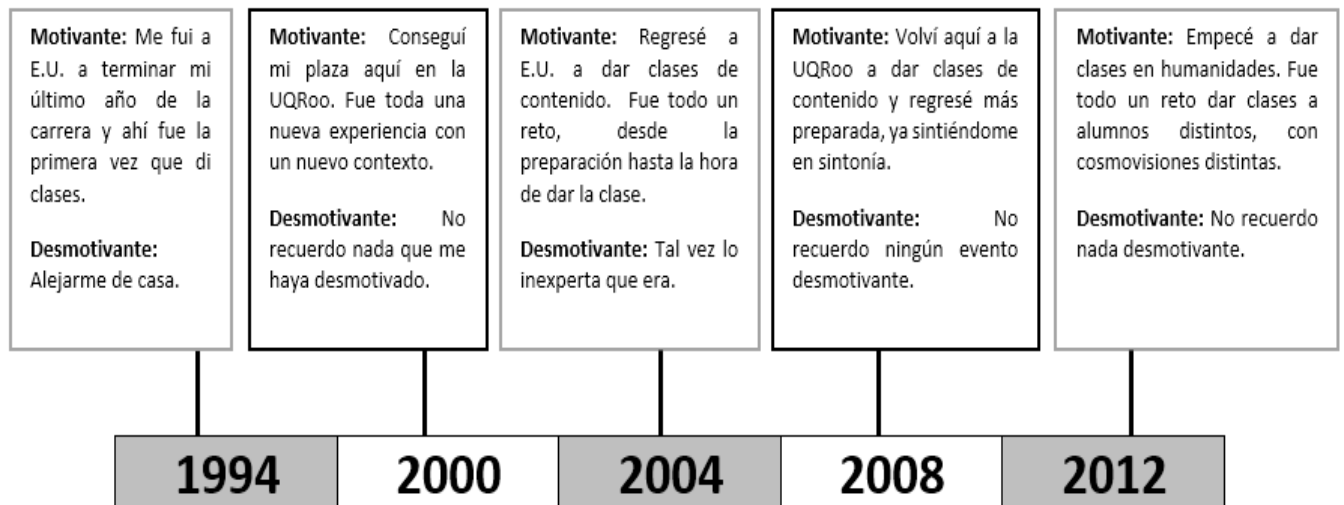 Motivante: Me fui a
E.U. a terminar mi
último año de la
carrera y ahí fue la
primera vez que di
clases.
Desmotivante:
Alejarme de casa.
Motivante: Conseguí
mi plaza aquí en la
UQRoo. Fue toda una
nueva experiencia con
un nuevo contexto.
Desmotivante: No
recuerdo nada que me
haya desmotivado.
Motivante: Regresé a
E.U. a dar clases de
contenido. Fue todo un
reto, desde la
preparación hasta la hora
de dar la clase.
Desmotivante: Tal vez lo
inexperta que era.
Motivante: Volví aquí a la
UQRoo a dar clases de
contenido y regresé más
preparada, ya sintiéndome
en sintonía.
Desmotivante: No
recuerdo ningún evento
desmotivante.
Motivante: Empecé a dar
clases en humanidades. Fue
todo un reto dar clases a
alumnos distintos, con
cosmovisiones distintas.
Desmotivante: No recuerdo
nada desmotivante.
1994 2000 2004 2008 2012